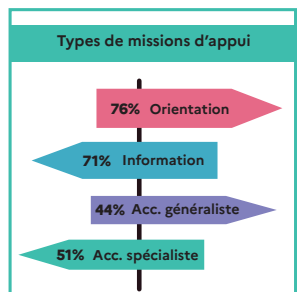 Types de missions d'appui
76% Orientation
71% Information
44% Acc. généraliste
51% Acc. spécialiste